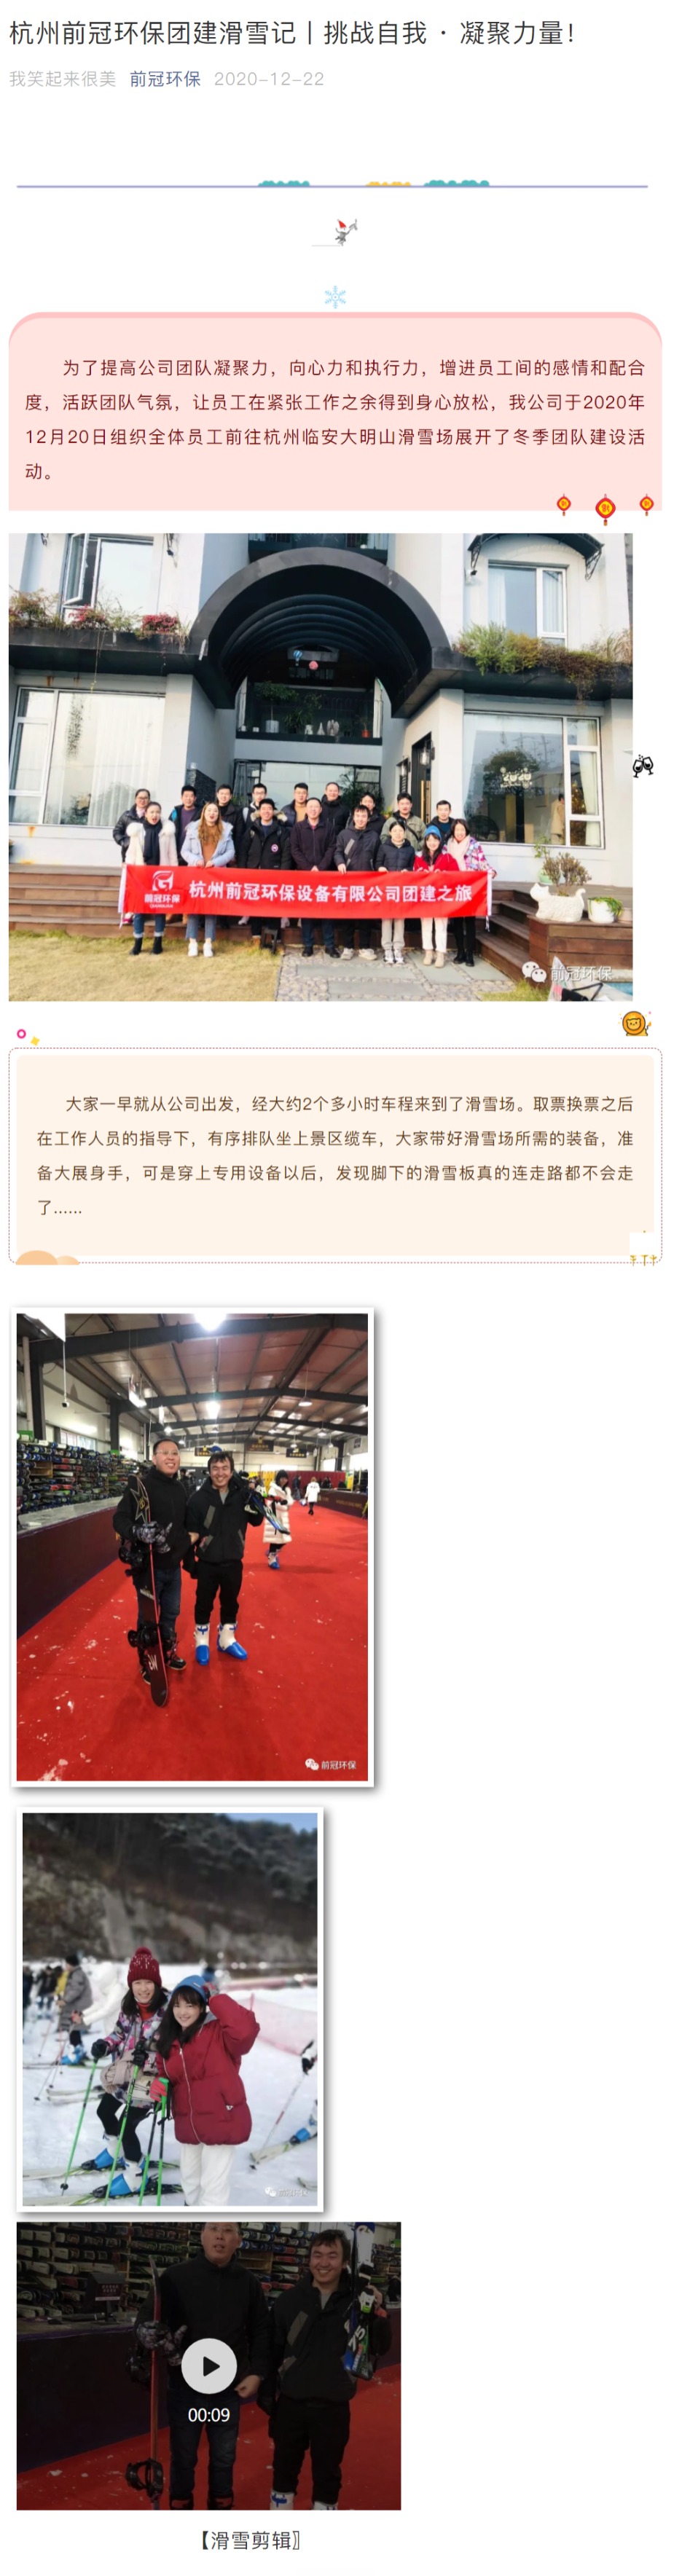 杭州前冠环保团建滑雪记丨挑战自我 · 凝聚力量！
我笑起来很美 前冠环保 2020-12-22
为了提高公司团队凝聚力，向心力和执行力，增进员工间的感情和配合
度，活跃团队气氛，让员工在紧张工作之余得到身心放松，我公司于2020年
12月20日组织全体员工前往杭州临安大明山滑雪场展开了冬季团队建设活
动。
前冠环保
杭州前冠环保设备有限公司团建之旅
前冠环保
大家一早就从公司出发，经大约2个多小时车程来到了滑雪场。取票换票之后
在工作人员的指导下，有序排队坐上景区缆车，大家带好滑雪场所需的装备，准
备大展身手，可是穿上专用设备以后，发现脚下的滑雪板真的连走路都不会走
了......
前冠环保
前冠环保
00:09
【滑雪剪辑〗